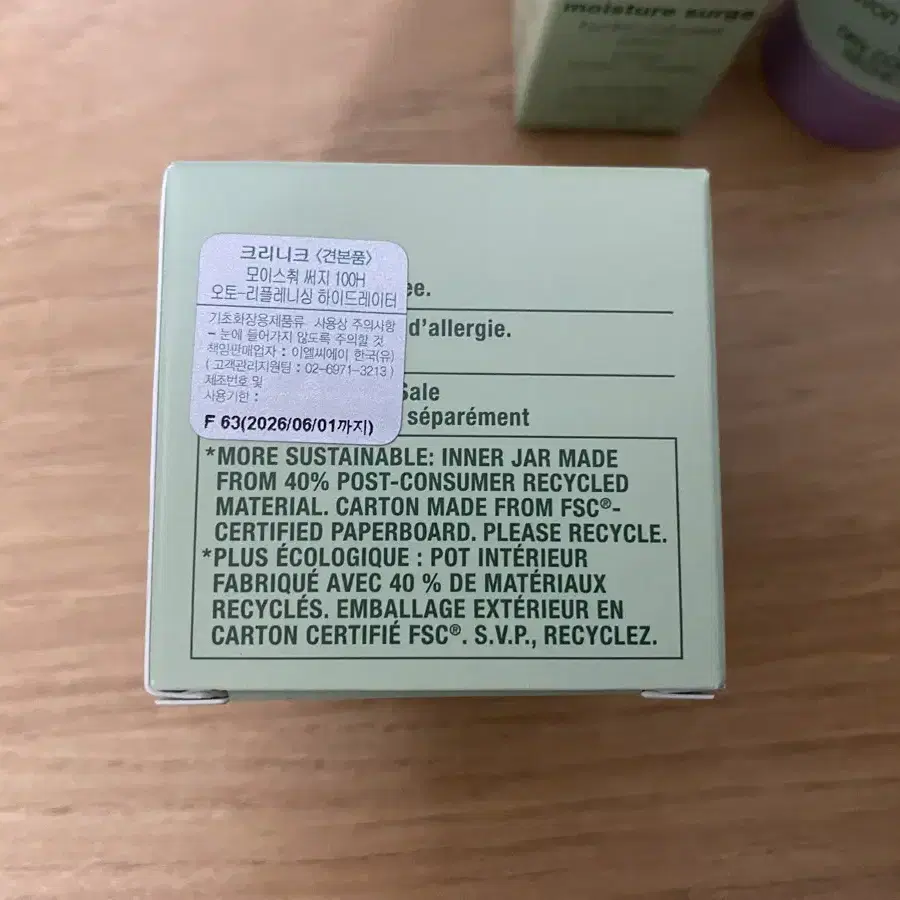 moisture surge
크리니크 〈견본품〉
모이스춰 써지 100H
오토-리플레니싱 하이드레이터
기초화장용제품류 사용상 주의사항
- 눈에 들어가지 않도록 주의할 것
책임판매업자 : 이엘씨에이 한국(유)
( 고객관리지원팀 : 02-6971-3213 )
제조번호 및
사용기한 :
F 63(2026/06/01까지)
ee.
d'allergie.
Sale
séparément
*MORE SUSTAINABLE: INNER JAR MADE
FROM 40% POST-CONSUMER RECYCLED
MATERIAL. CARTON MADE FROM FSC®-
CERTIFIED PAPERBOARD. PLEASE RECYCLE.
*PLUS ÉCOLOGIQUE : POT INTÉRIEUR
FABRIQUÉ AVEC 40 % DE MATÉRIAUX
RECYCLÉS. EMBALLAGE EXTÉRIEUR EN
CARTON CERTIFIÉ FSC®. S.V.P., RECYCLEZ.